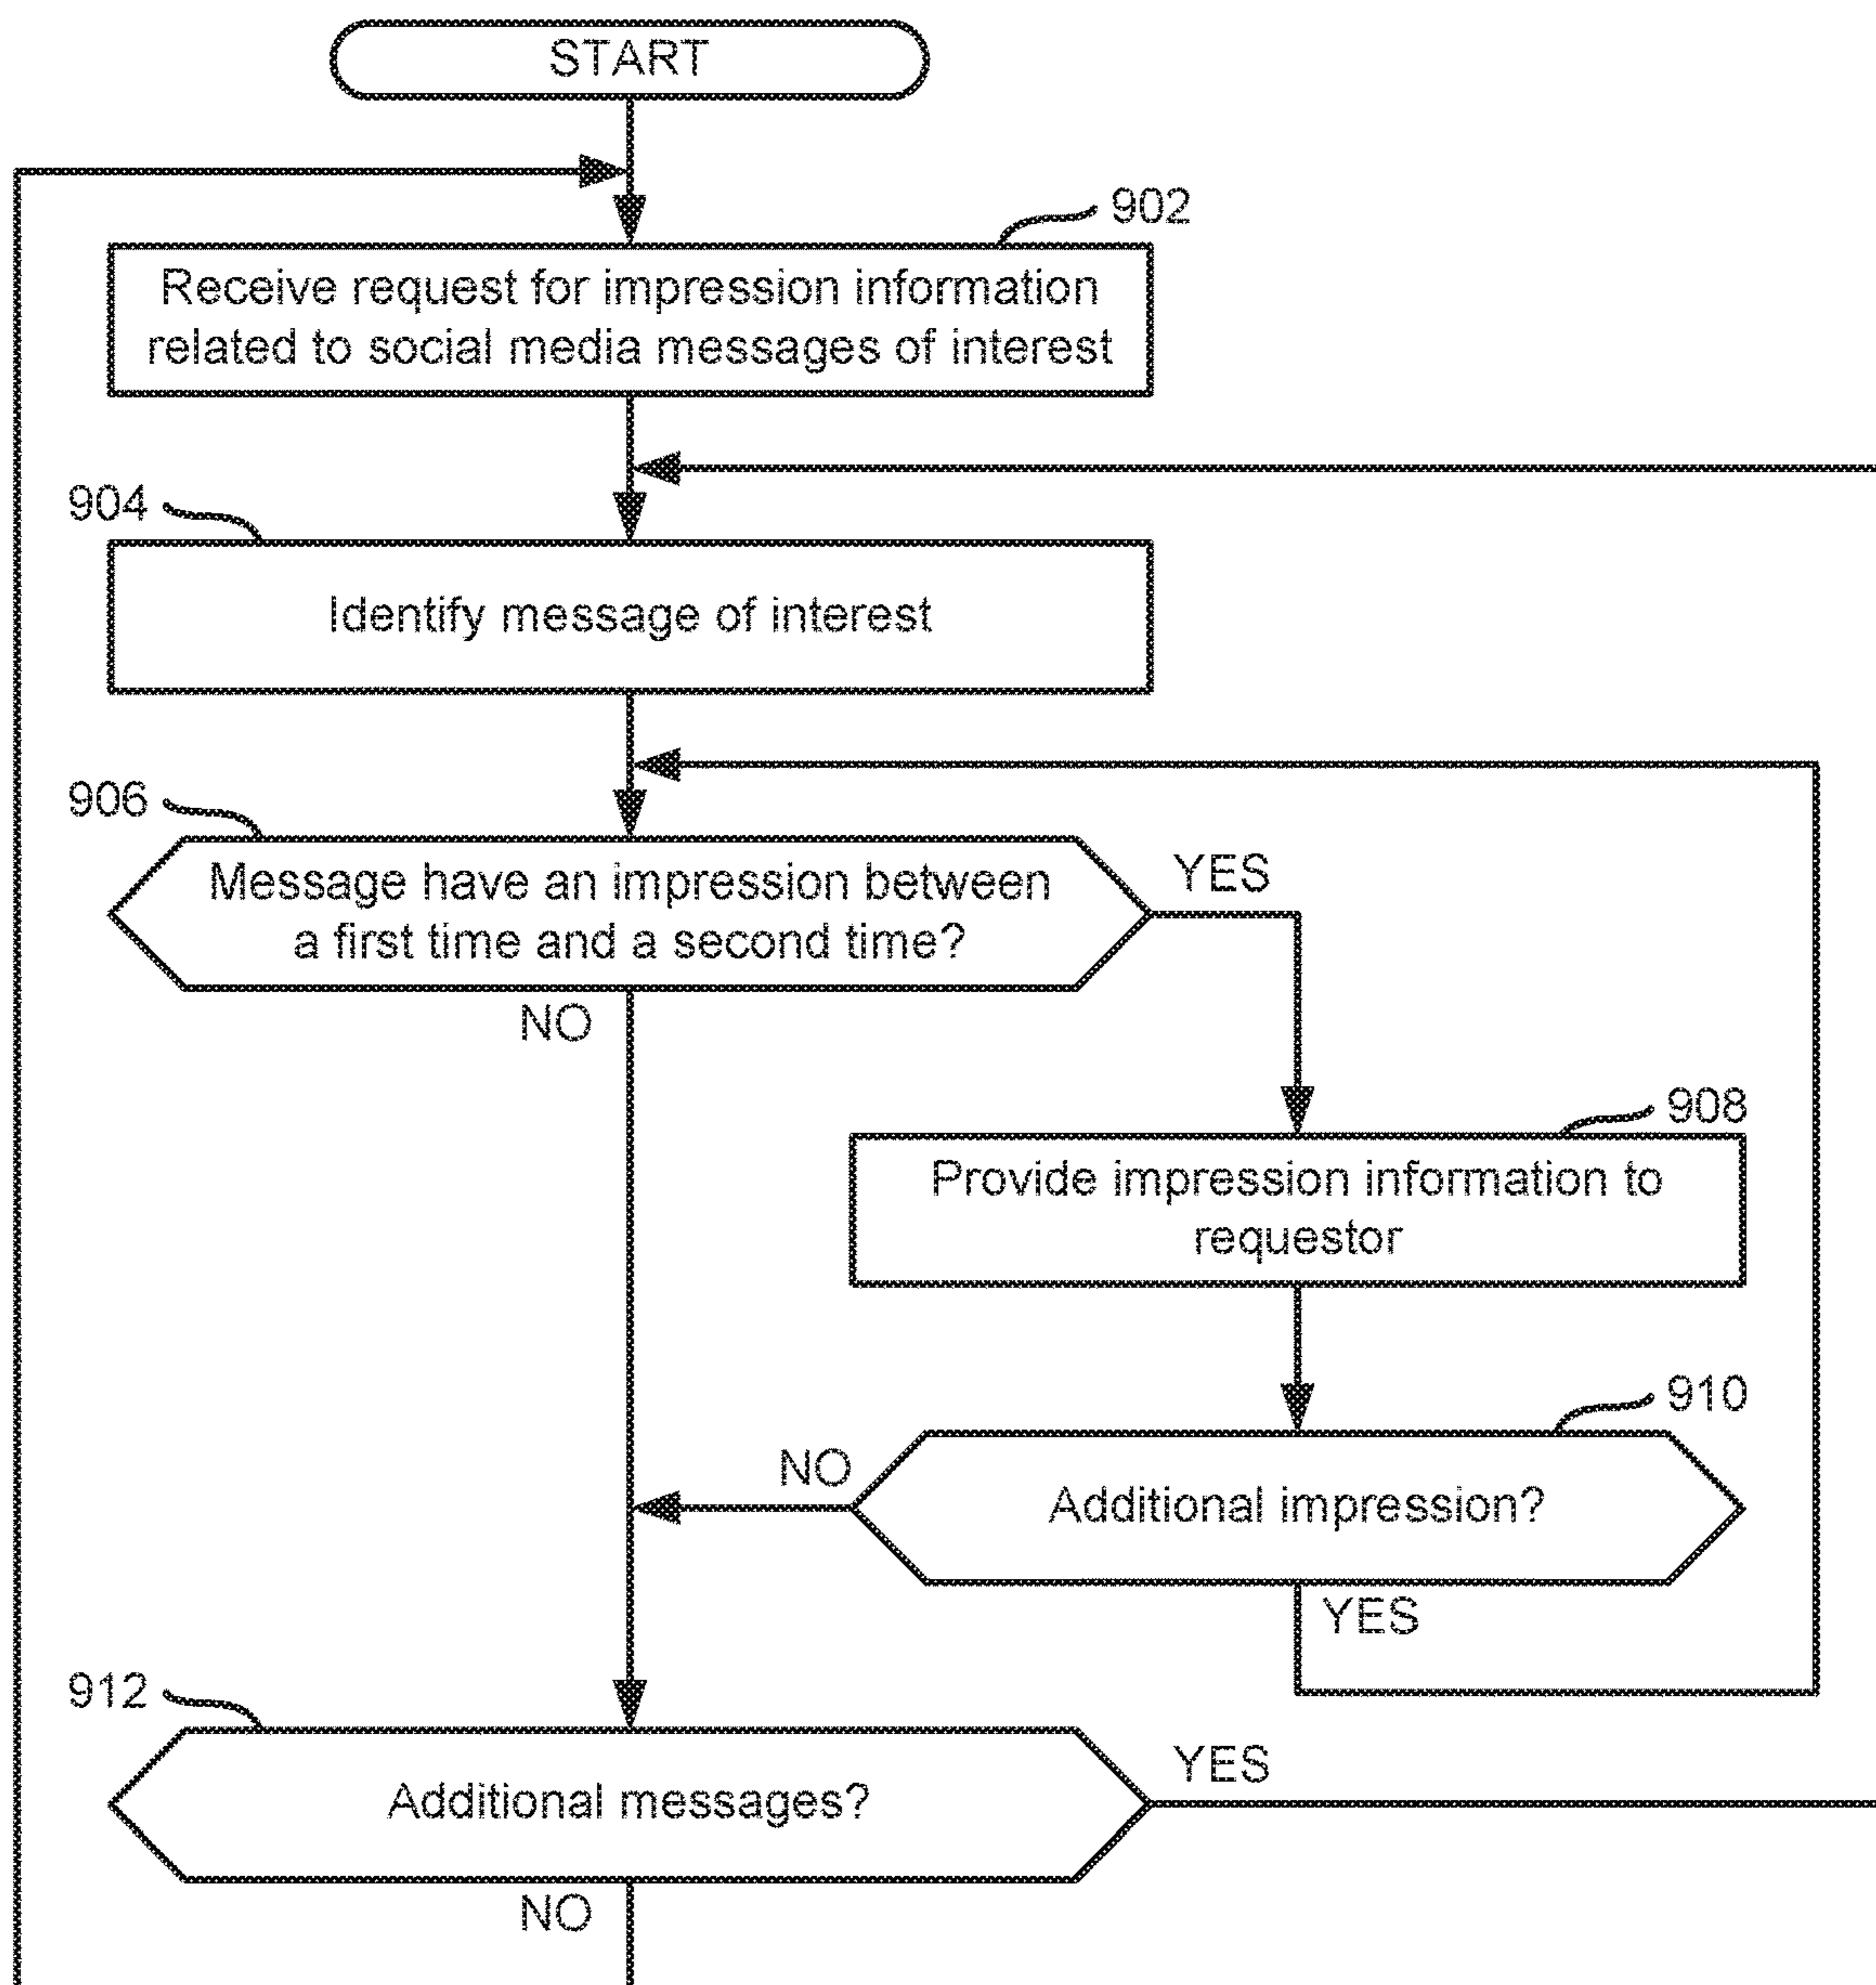 START
902
Receive request for impression information
related to social media messages of interest
904
Identify message of interest
906
Message have an impression between
a first time and a second time?
YES
NO
908
Provide impression information to
requestor
910
NO
Additional impression?
YES
912
Additional messages?
YES
NO